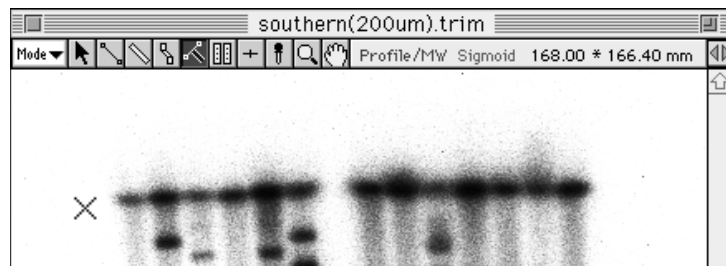 southern(200um).trim
Mode Profile/MW Sigmoid 168.00 * 166.40 mm